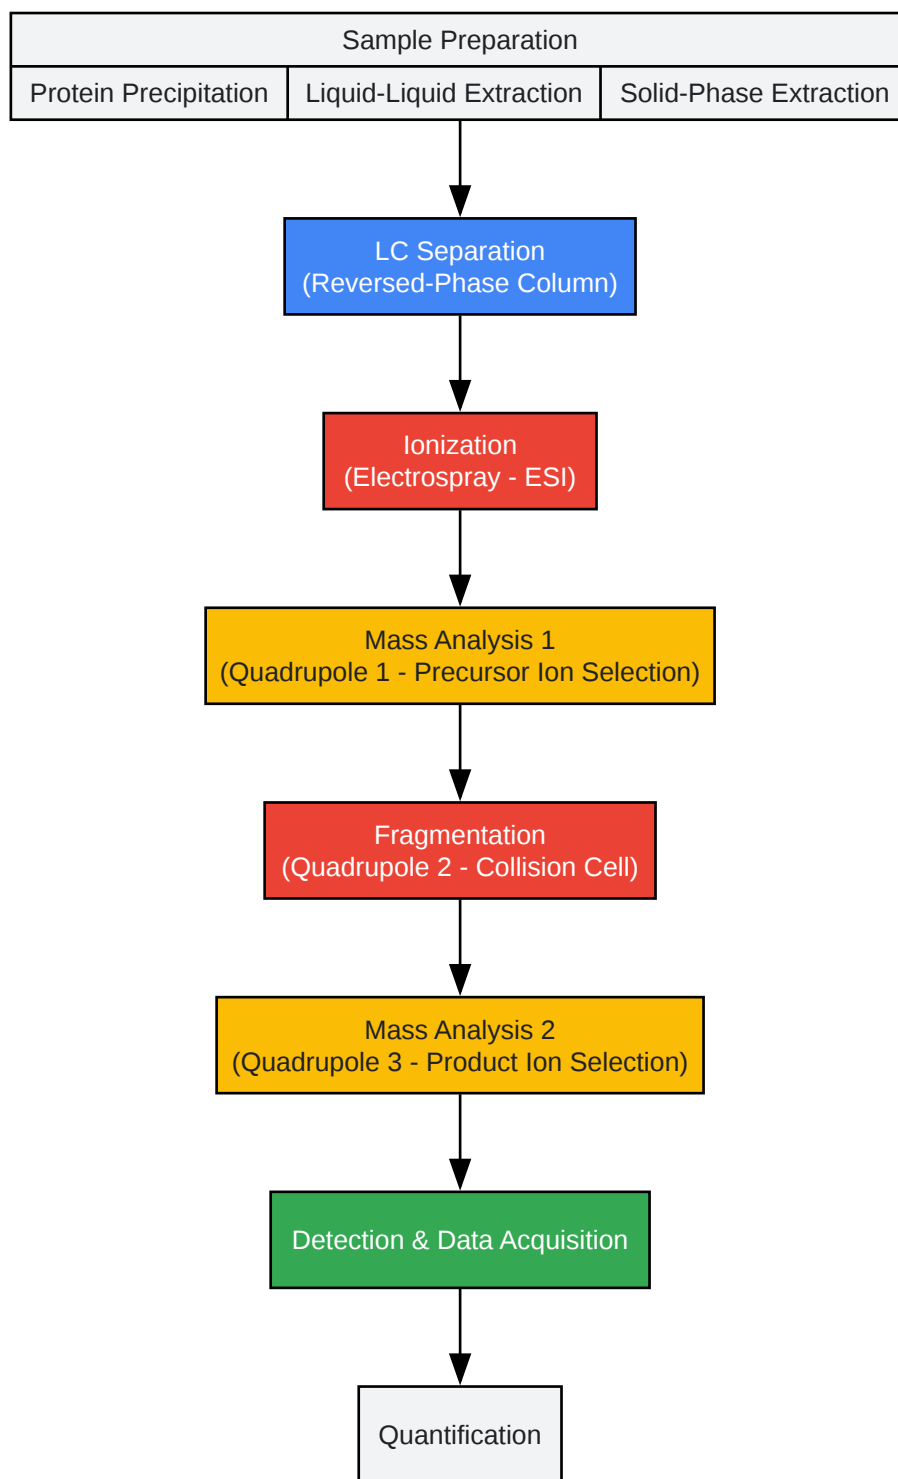 Sample Preparation
Protein Precipitation
Liquid-Liquid Extraction
Solid-Phase Extraction
LC Separation
(Reversed-Phase Column)
Ionization
(Electrospray - ESI)
Mass Analysis 1
(Quadrupole 1 - Precursor Ion Selection)
Fragmentation
(Quadrupole 2 - Collision Cell)
Mass Analysis 2
(Quadrupole 3 - Product Ion Selection)
Detection & Data Acquisition
Quantification